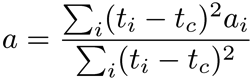 a = \frac{\sum_i (t_i - t_c)^2 a_i}{\sum_i (t_i - t_c)^2}